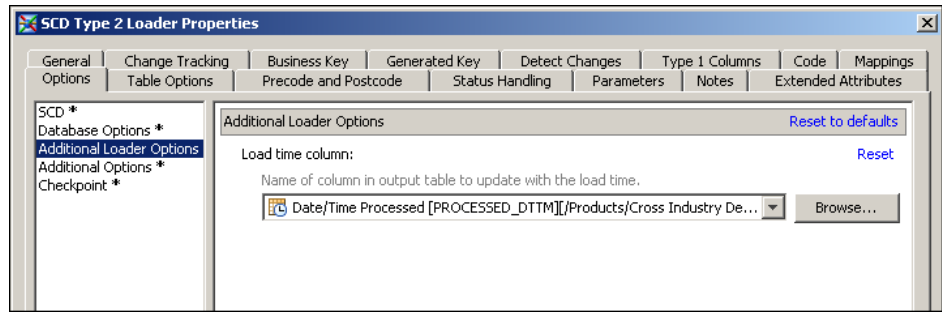 SCD Type 2 Loader Properties
General Change Tracking Business Key Generated Key Detect Changes Type 1 Columns Code Mappings
Options Table Options Precode and Postcode Status Handling Parameters Notes Extended Attributes
SCD *
Database Options *
Additional Loader Options
Additional Options *
Checkpoint *
Additional Loader Options Reset to defaults
Load time column: Reset
Name of column in output table to update with the load time.
Date/Time Processed [PROCESSED_DTTM][/Products/Cross Industry De... Browse...